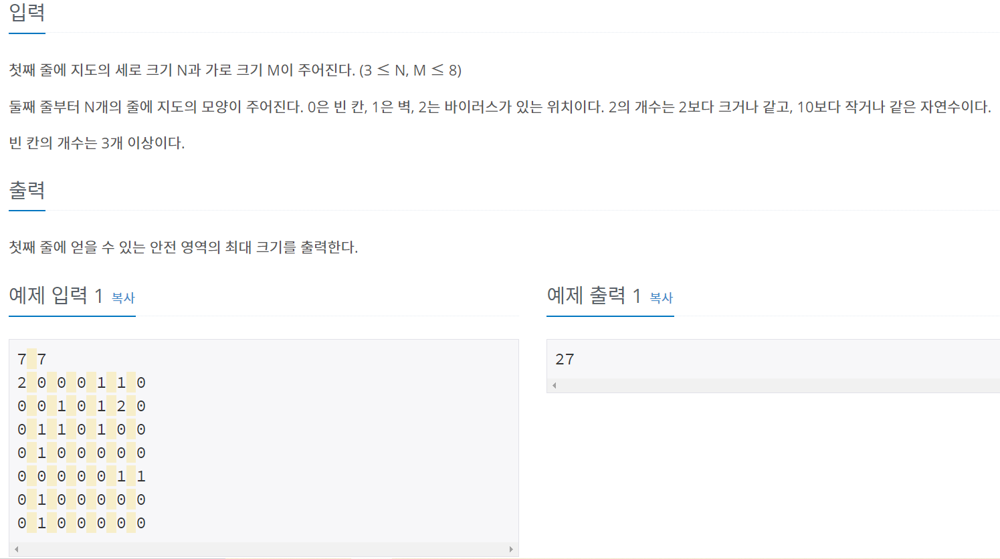 입력
첫째 줄에 지도의 세로 크기 N과 가로 크기 M이 주어진다. (3 ≤ N, M ≤ 8)
둘째 줄부터 N개의 줄에 지도의 모양이 주어진다. 0은 빈 칸, 1은 벽, 2는 바이러스가 있는 위치이다. 2의 개수는 2보다 크거나 같고, 10보다 작거나 같은 자연수이다.
빈 칸의 개수는 3개 이상이다.
출력
첫째 줄에 얻을 수 있는 안전 영역의 최대 크기를 출력한다.
예제 입력 1 복사
7 7
2 0 0 0 1 1 0
0 0 1 0 1 2 0
0 1 1 0 1 0 0
0 1 0 0 0 0 0
0 0 0 0 0 1 1
0 1 0 0 0 0 0
0 1 0 0 0 0 0
예제 출력 1 복사
27